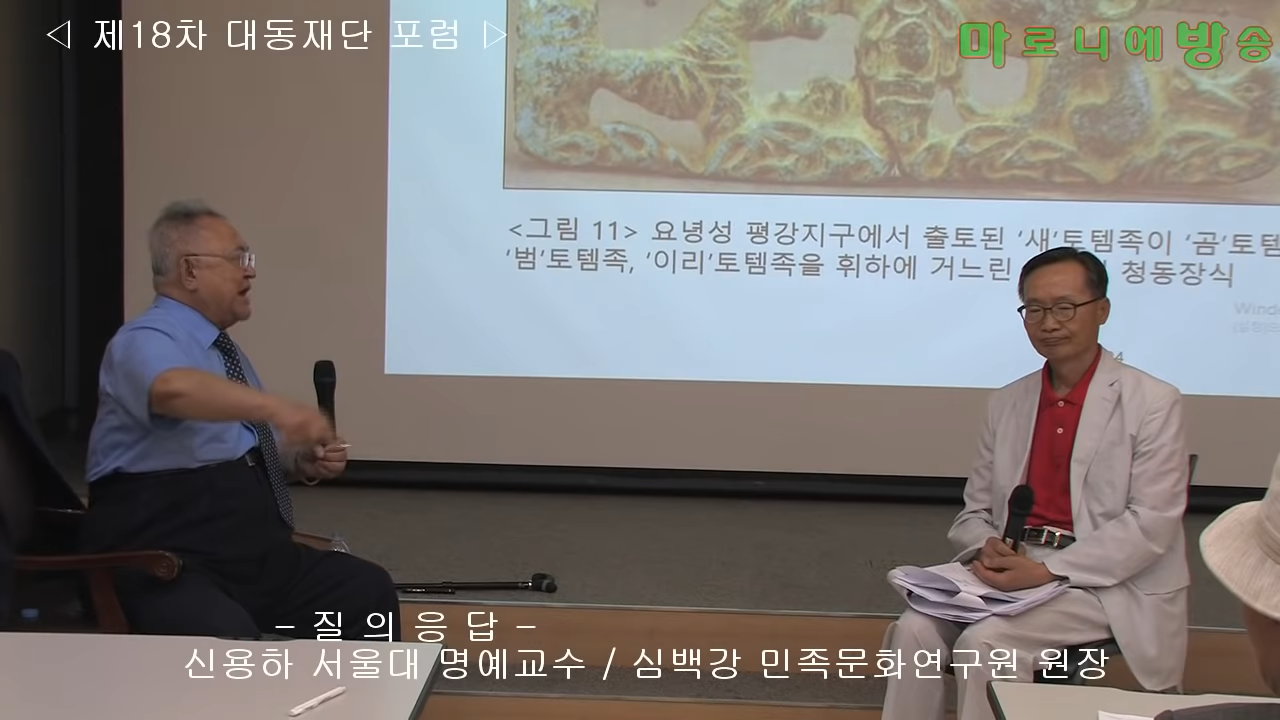 ◁ 제18차 대동재단 포럼 ▷
마로니에방송
<그림 11> 요녕성 평강지구에서 출토된 '새'토템족이 '곰'토템
'범'토템족, '이리'토템족을 휘하에 거느린 청동장식
- 질 의 응 답 -
신용하 서울대 명예교수 / 심백강 민족문화연구원 원장